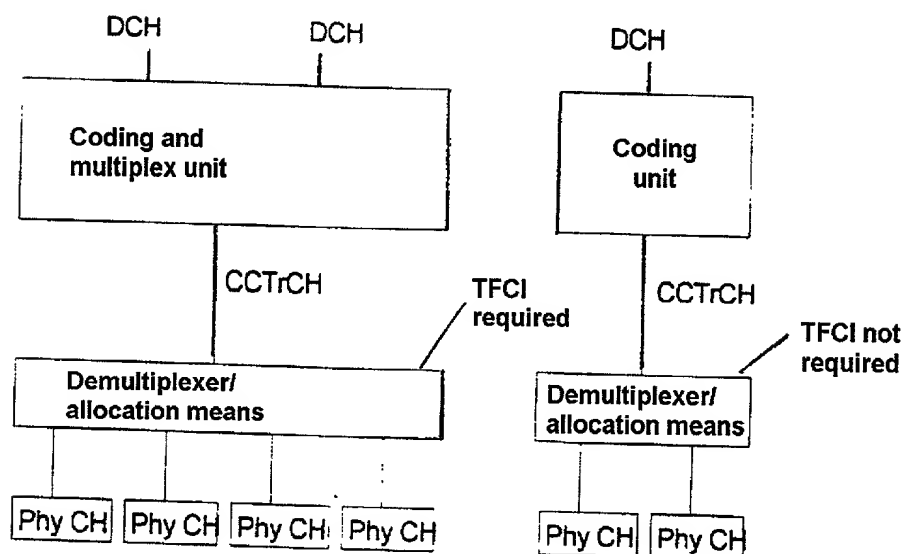 DCH
DCH
Coding and
multiplex unit
CCTrCH
TFCI
required
Demultiplexer/
allocation means
Phy CH
Phy CH
Phy CH
Phy CH
DCH
Coding
unit
CCTrCH
TFCI not
required
Demultiplexer/
allocation means
Phy CH
Phy CH